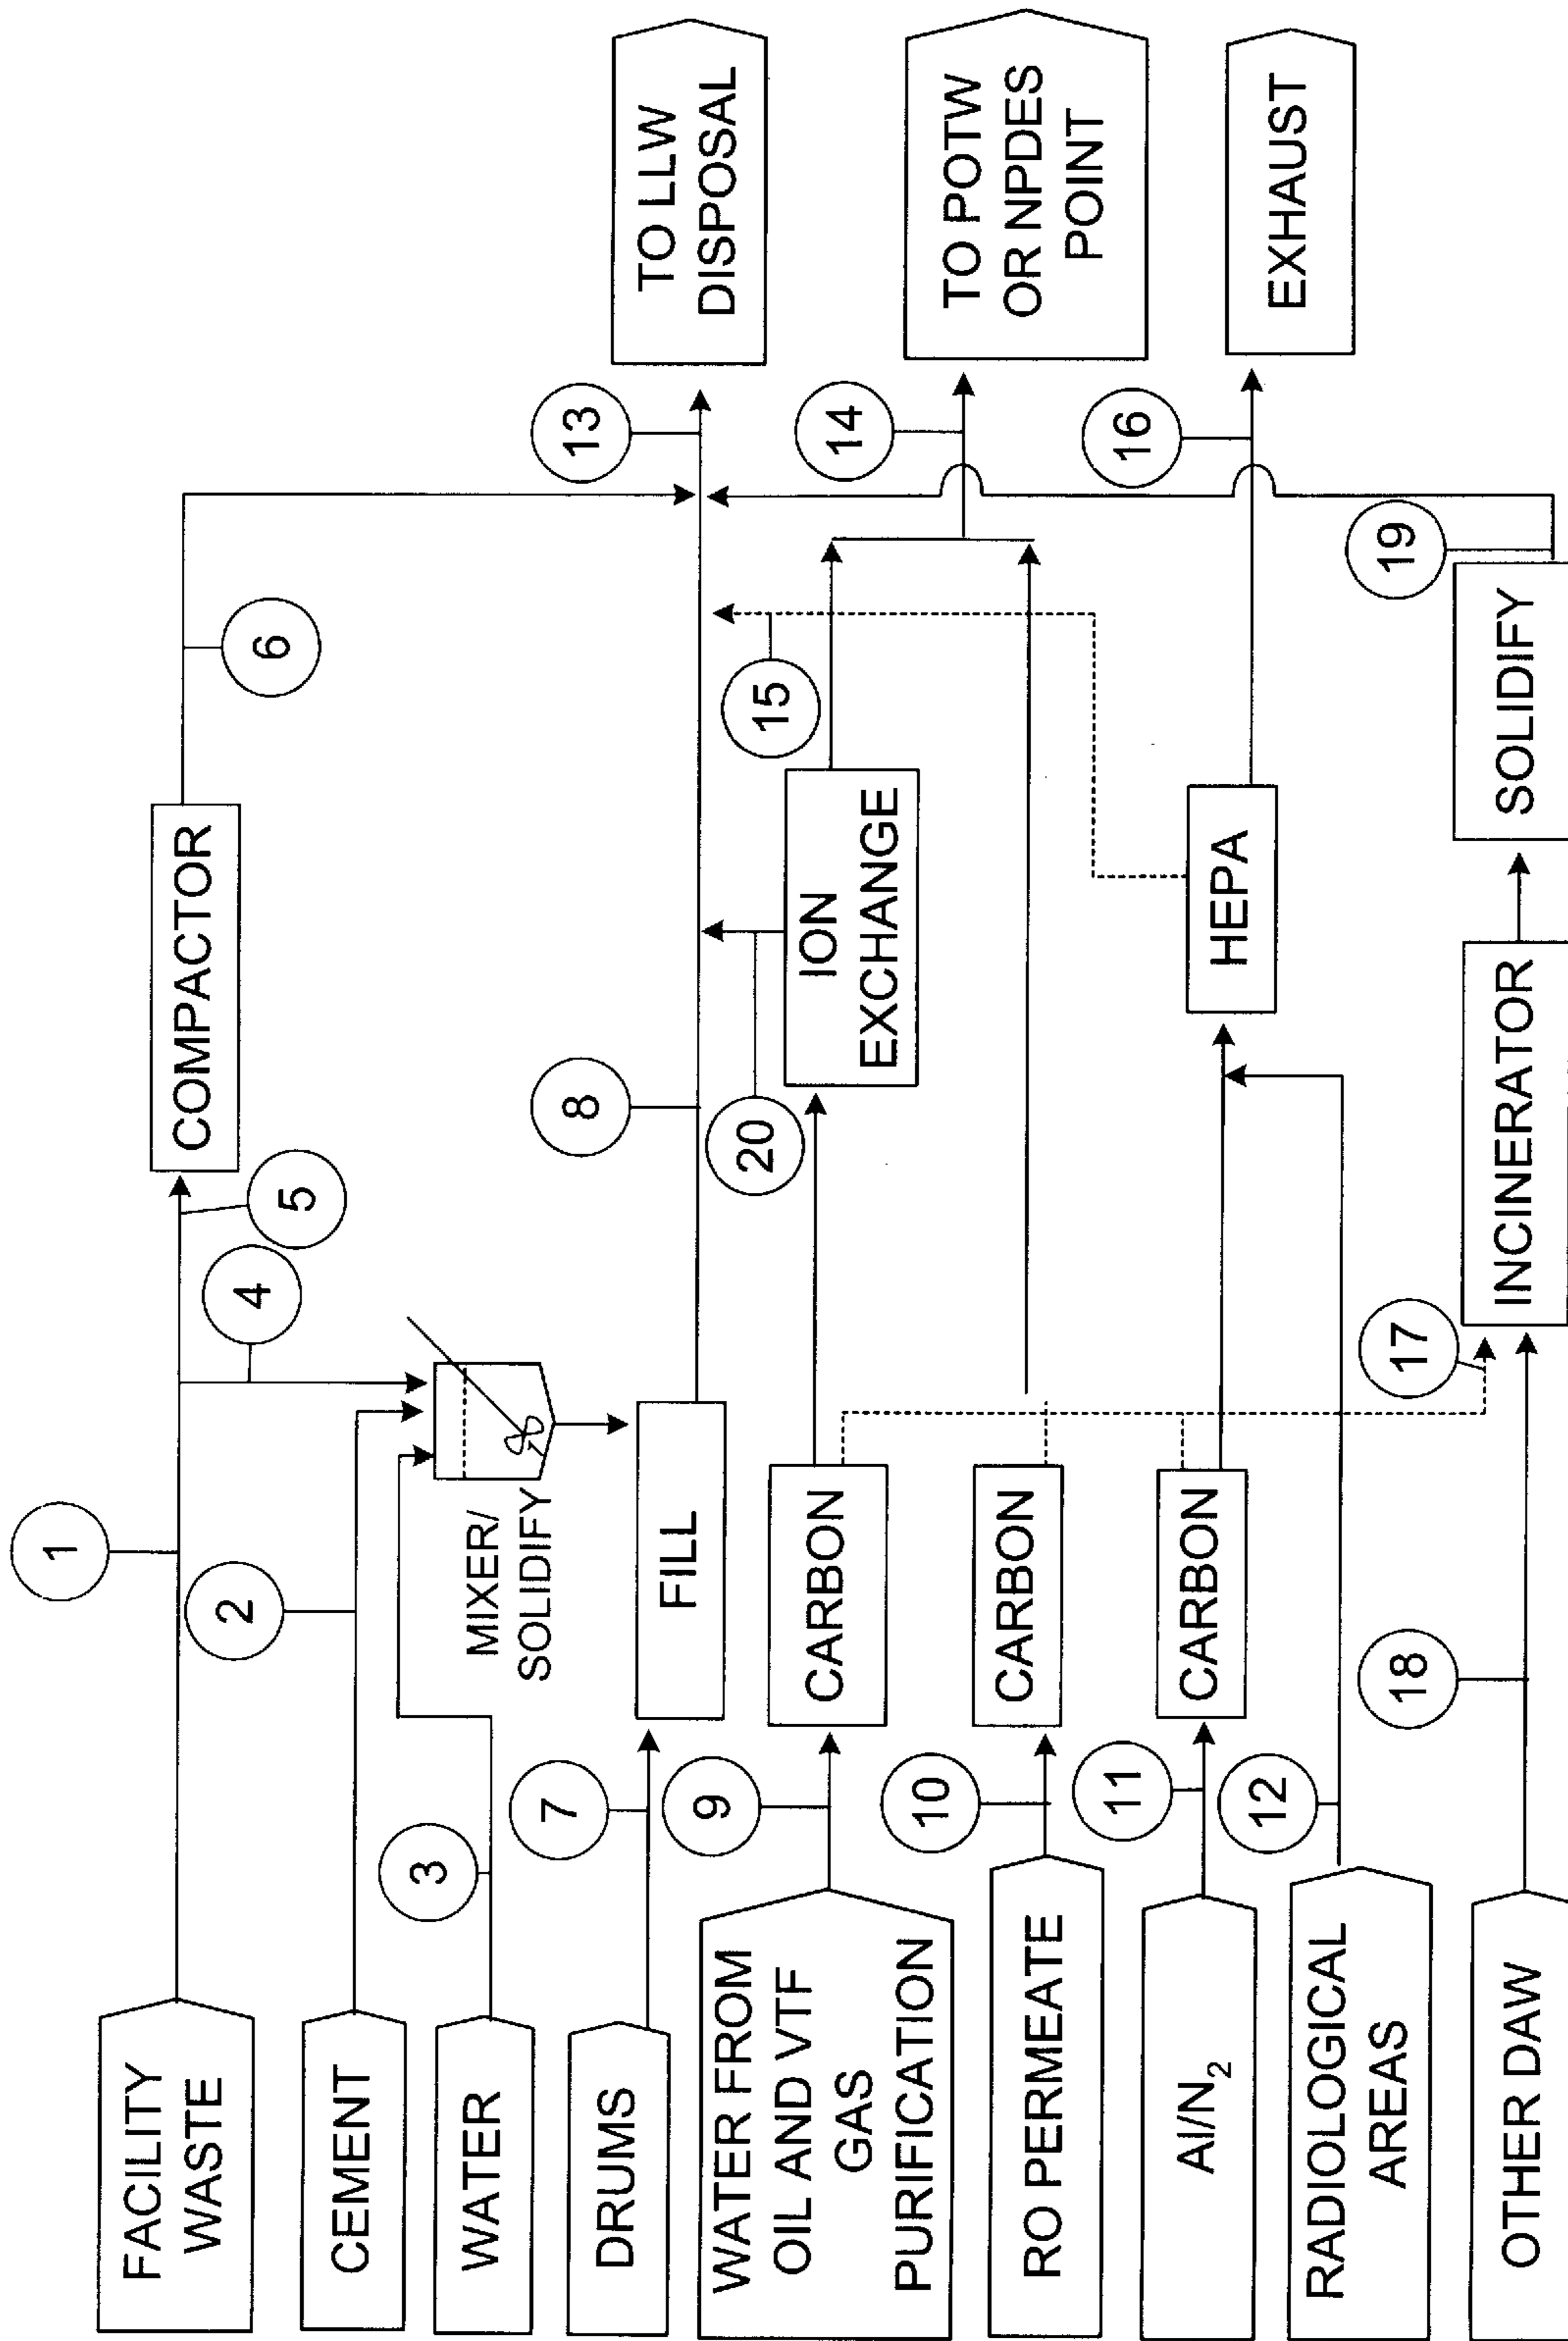 FACILITY
WASTE
1
5
4
COMPACTOR
6
CEMENT
2
WATER
3
MIXER/
SOLIDIFY
DRUMS
7
FILL
8
13
TO LLW
DISPOSAL
WATER FROM
OIL AND VTF
GAS
PURIFICATION
9
CARBON
20
ION
EXCHANGE
15
14
TO POTW
OR NPDES
POINT
RO PERMEATE
10
CARBON
Al/N₂
11
CARBON
HEPA
16
EXHAUST
RADIOLOGICAL
AREAS
12
OTHER DAW
18
17
INCINERATOR
SOLIDIFY
19